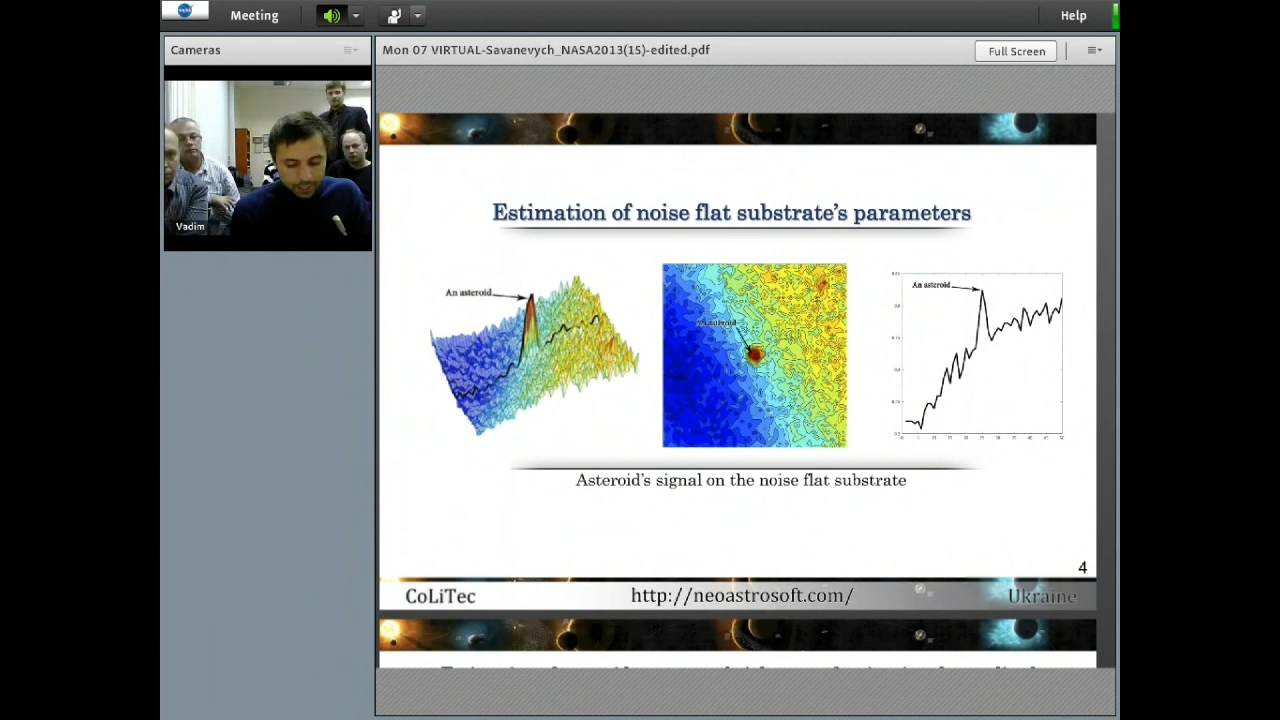 Meeting
Help
Cameras
Mon 07 VIRTUAL-Savanevych_NASA2013(15)-edited.pdf
Full Screen
Vadim
Estimation of noise flat substrate's parameters
An asteroid
An asteroid
An asteroid
Asteroid's signal on the noise flat substrate
4
CoLiTec
http://neoastrosoft.com/
Ukraine